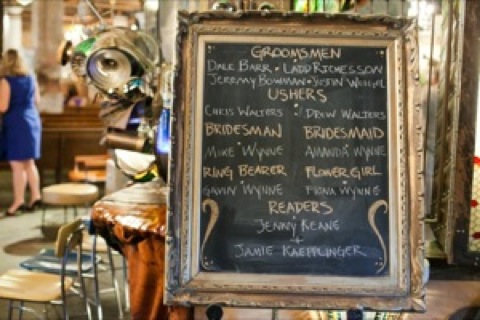 GROOMSMEN
DALE BARR • LADD RICHESSON
JEREMY BOWMAN • JUSTIN
USHERS
CHRIS WALTERS • DREW WALTERS
BRIDESMAN BRIDESMAID
MIKE WYNNE AMANDA WYNNE
RING BEARER FLOWER GIRL
GAVIN WYNNE FIONA WYNNE
READERS
JENNY KEANE
+
JAMIE KAEPPLINGER